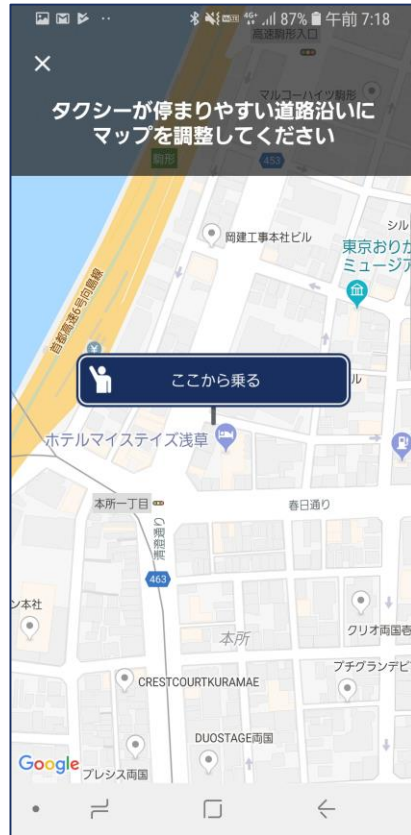 87% 午前 7:18
高速駒形入口
マルコーハイツ駒形
タクシーが停まりやすい道路沿いに
マップを調整してください
駒形
453
シル
岡建工事本社ビル
東京おりが
ミュージア
首都高速6号向島線
ここから乗る
ル
ホテルマイステイズ浅草
本所一丁目
春日通り
清澄通り
463
ン本社
本所
クリオ両国壱
プチグランデビ
CRESTCOURTKURAMAE
DUOSTAGE両国
Google
プレシス両国